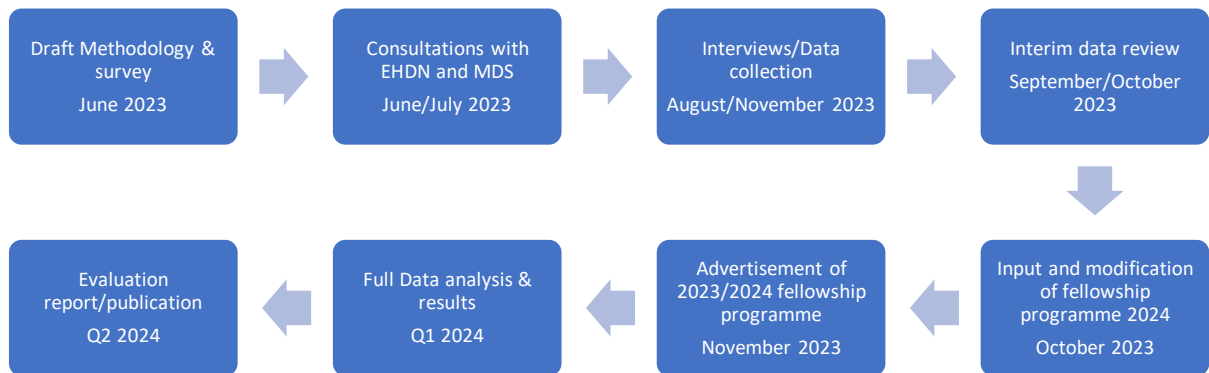 Draft Methodology &
survey
June 2023
Consultations with
EHDN and MDS
June/July 2023
Interviews/Data
collection
August/November 2023
Interim data review
September/October
2023
Input and modification
of fellowship
programme 2024
October 2023
Advertisement of
2023/2024 fellowship
programme
November 2023
Full Data analysis &
results
Q1 2024
Evaluation
report/publication
Q2 2024